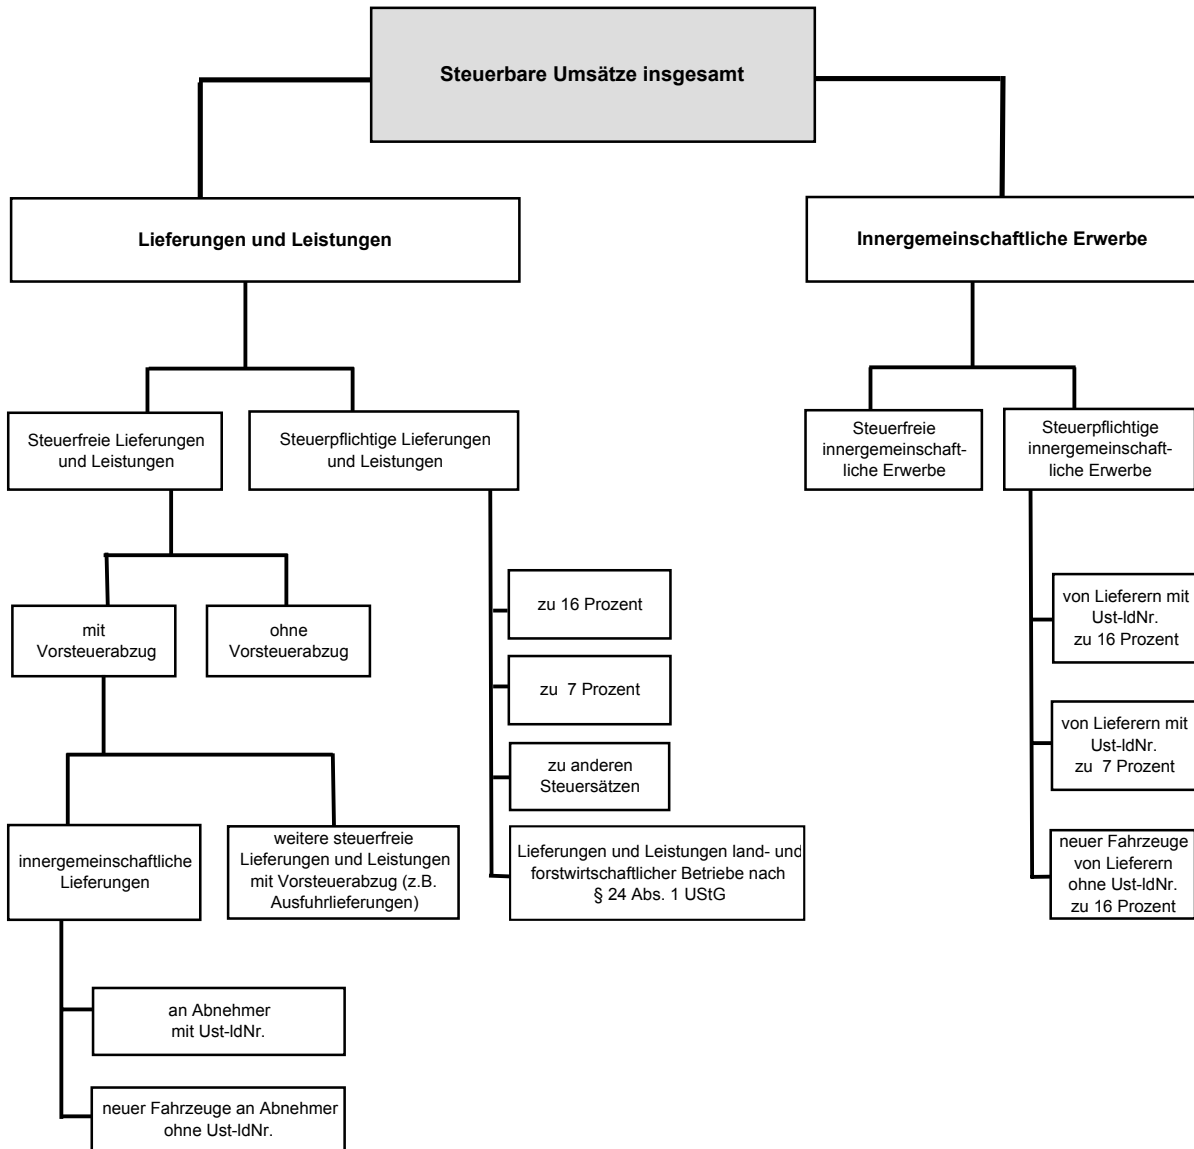 Steuerbare Umsätze insgesamt
Lieferungen und Leistungen
Innergemeinschaftliche Erwerbe
Steuerfreie Lieferungen
und Leistungen
Steuerpflichtige Lieferungen
und Leistungen
Steuerfreie
innergemeinschaft-
liche Erwerbe
Steuerpflichtige
innergemeinschaft-
liche Erwerbe
mit
Vorsteuerabzug
ohne
Vorsteuerabzug
zu 16 Prozent
zu 7 Prozent
zu anderen
Steuersätzen
Lieferungen und Leistungen land- und
forstwirtschaftlicher Betriebe nach
§ 24 Abs. 1 UStG
von Lieferern mit
Ust-IdNr.
zu 16 Prozent
von Lieferern mit
Ust-IdNr.
zu 7 Prozent
neuer Fahrzeuge
von Lieferern
ohne Ust-IdNr.
zu 16 Prozent
innergemeinschaftliche
Lieferungen
weitere steuerfreie
Lieferungen und Leistungen
mit Vorsteuerabzug (z.B.
Ausfuhrlieferungen)
an Abnehmer
mit Ust-IdNr.
neuer Fahrzeuge an Abnehmer
ohne Ust-IdNr.